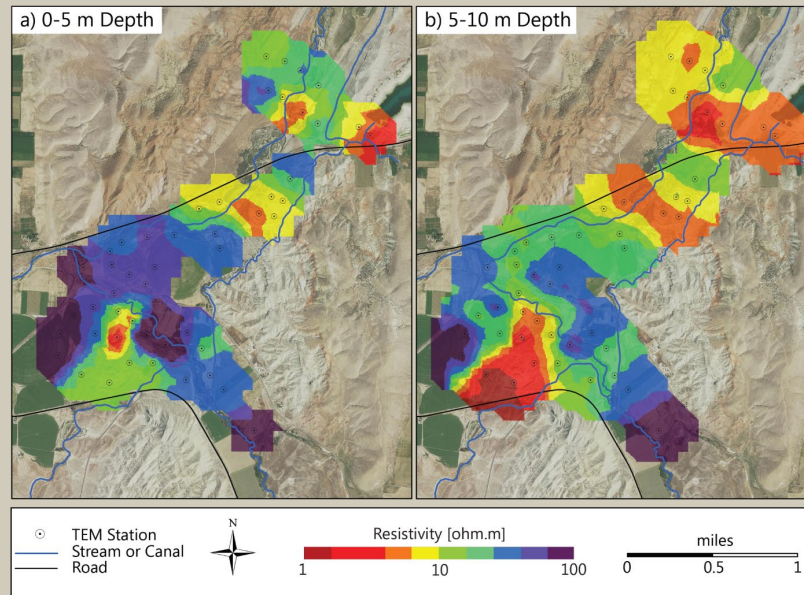 a) 0-5 m Depth
b) 5-10 m Depth
TEM Station
Stream or Canal
Road
N
Resistivity [ohm.m]
1 10 100
miles
0 0.5 1